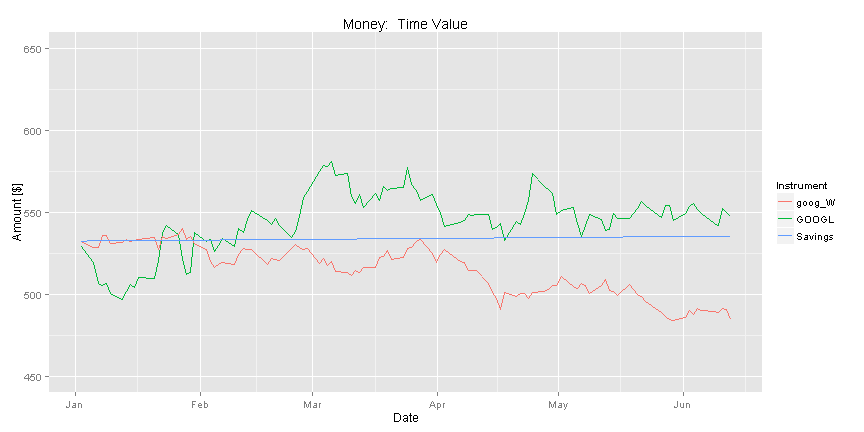 Money:  Time Value
Amount [$]
650
600
550
500
450
Jan Feb Mar Apr May Jun
Date
Instrument
goog_W
GOOGL
Savings